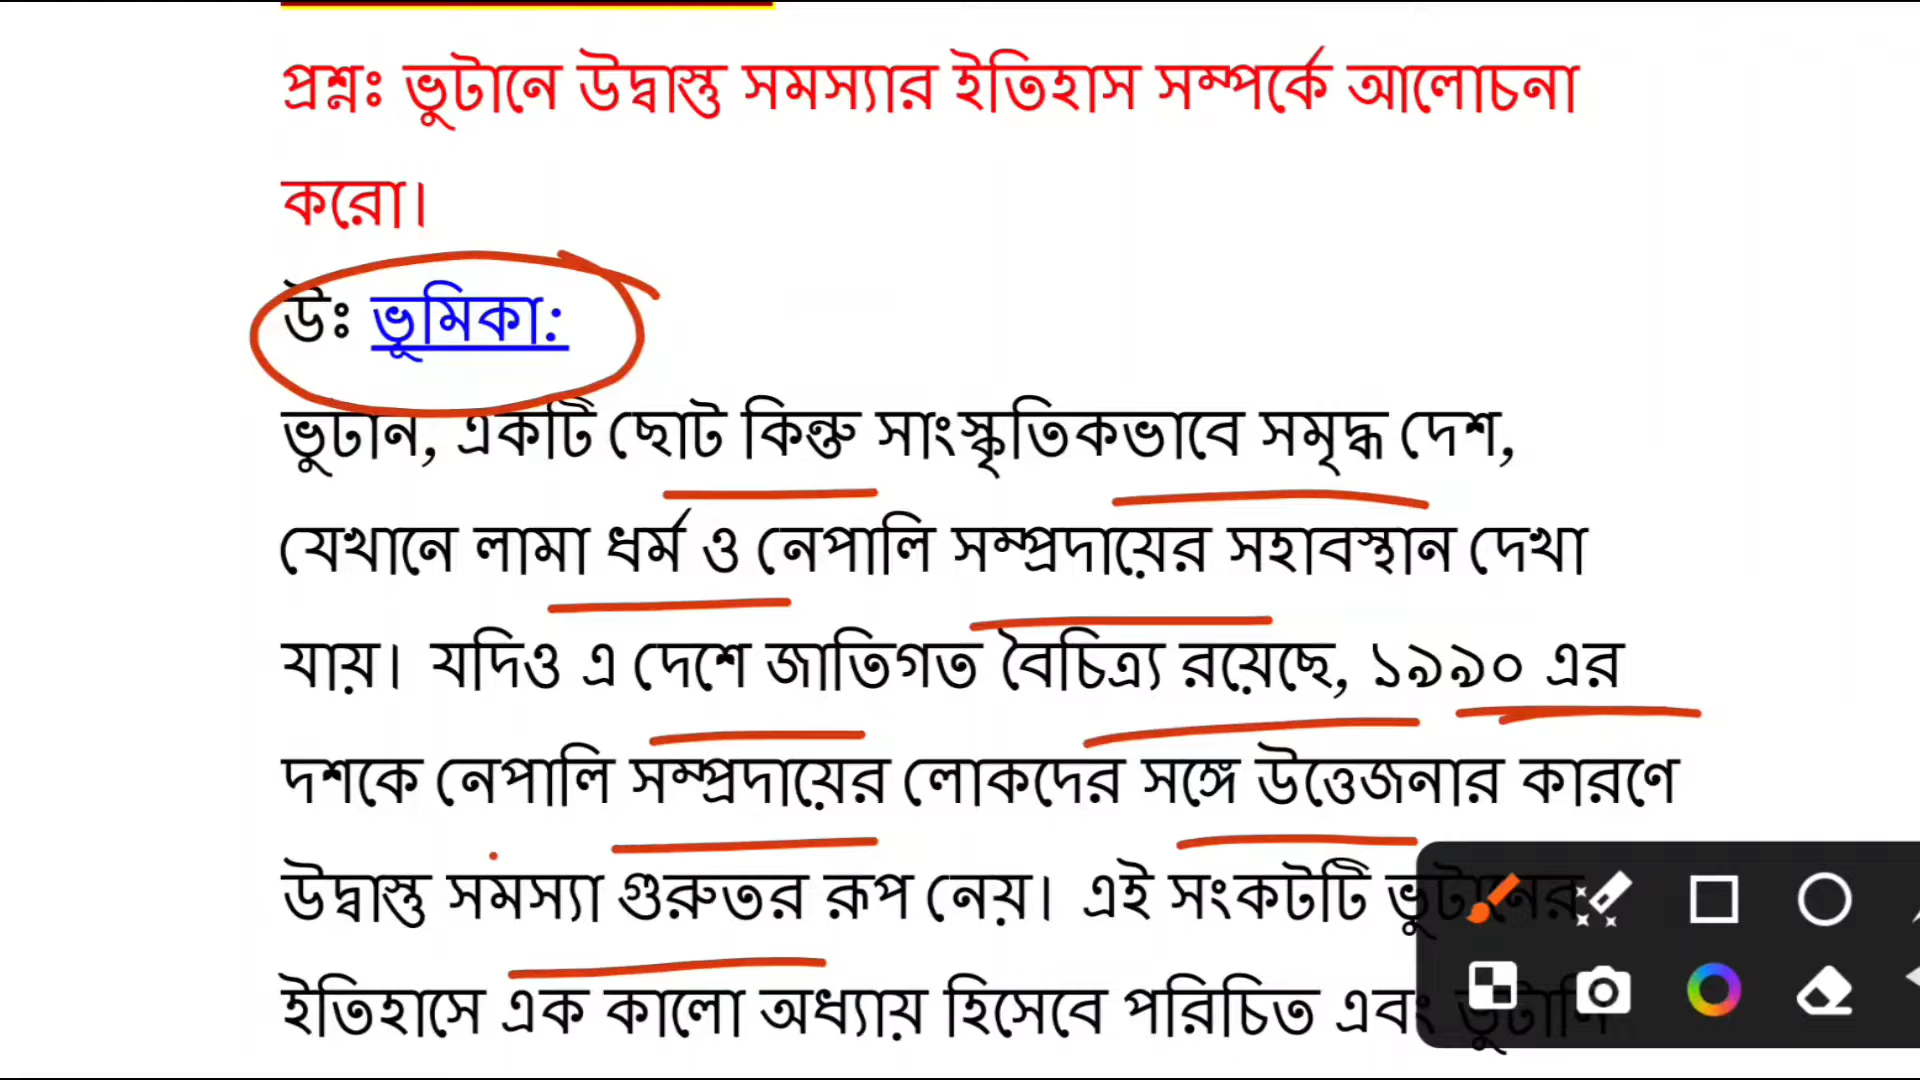 প্রশ্নঃ ভুটানে উদ্বাস্তু সমস্যার ইতিহাস সম্পর্কে আলোচনা
করো।
উঃ ভূমিকা:
ভুটান, একটি ছোট কিন্তু সাংস্কৃতিকভাবে সমৃদ্ধ দেশ,
যেখানে লামা ধর্ম ও নেপালি সম্প্রদায়ের সহাবস্থান দেখা
যায়। যদিও এ দেশে জাতিগত বৈচিত্র্য রয়েছে, ১৯৯০ এর
দশকে নেপালি সম্প্রদায়ের লোকদের সঙ্গে উত্তেজনার কারণে
উদ্বাস্তু সমস্যা গুরুতর রূপ নেয়। এই সংকটটি ভুটানের
ইতিহাসে এক কালো অধ্যায় হিসেবে পরিচিত এবং ভুটানি